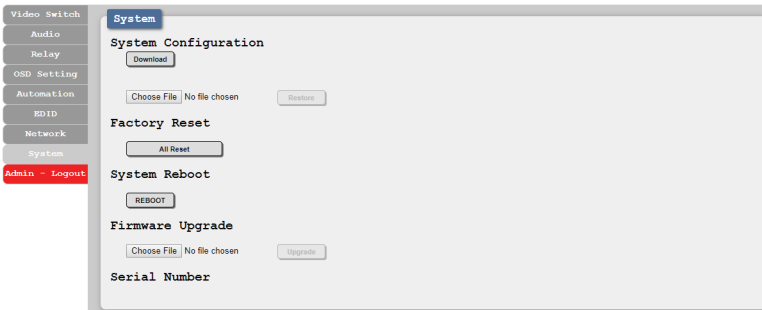 Video Switch
Audio
Relay
OSD Setting
Automation
EDID
Network
System
Admin - Logout
System
System Configuration
Download
Choose File No file chosen Restore
Factory Reset
All Reset
System Reboot
REBOOT
Firmware Upgrade
Choose File No file chosen Upgrade
Serial Number